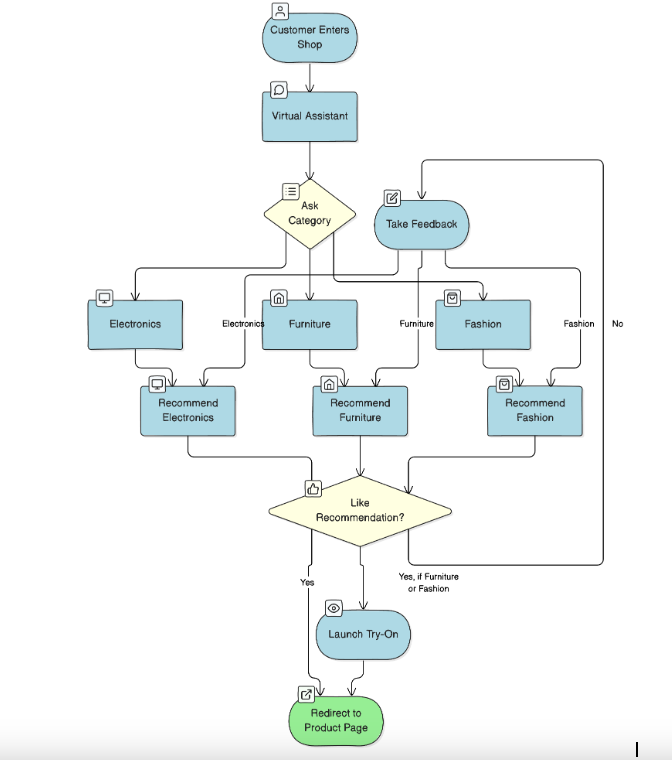 Customer Enters
Shop
Virtual Assistant
Ask
Category
Take Feedback
Electronics
Electronics
Furniture
Furniture
Fashion
Fashion
No
Recommend
Electronics
Recommend
Furniture
Recommend
Fashion
Like
Recommendation?
Yes
Yes, if Furniture
or Fashion
Launch Try-On
Redirect to
Product Page